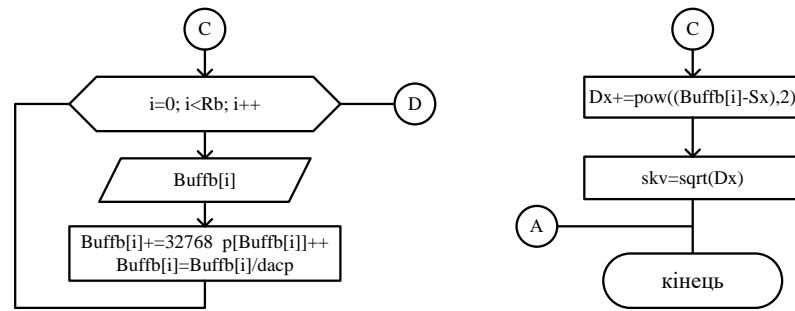 C
i=0; i<Rb; i++
D
Buffb[i]
Buffb[i]+=32768 p[Buffb[i]]++
Buffb[i]=Buffb[i]/dacp
C
Dx+=pow((Buffb[i]-Sx),2)
skv=sqrt(Dx)
A
кінець